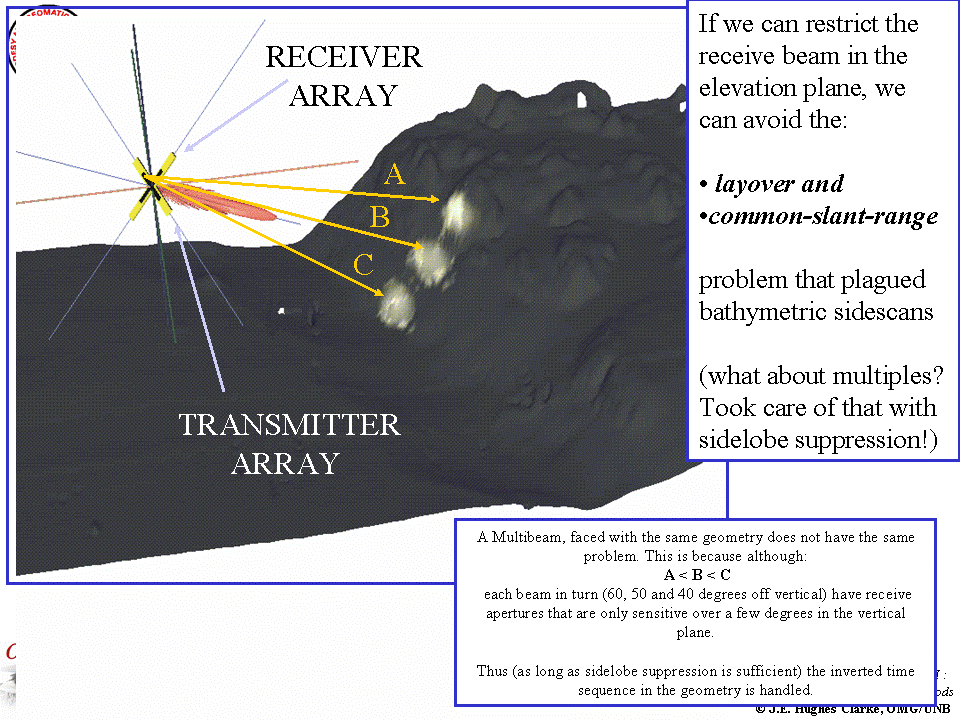 RECEIVER
ARRAY
A
B
C
TRANSMITTER
ARRAY
If we can restrict the
receive beam in the
elevation plane, we
can avoid the:
• layover and
•common-slant-range
problem that plagued
bathymetric sidescans
(what about multiples?
Took care of that with
sidelobe suppression!)
A Multibeam, faced with the same geometry does not have the same
problem. This is because although:
A < B < C
each beam in turn (60, 50 and 40 degrees off vertical) have receive
apertures that are only sensitive over a few degrees in the vertical
plane.
Thus (as long as sidelobe suppression is sufficient) the inverted time
sequence in the geometry is handled.
© J.E. Hughes Clarke, OMG/UNB